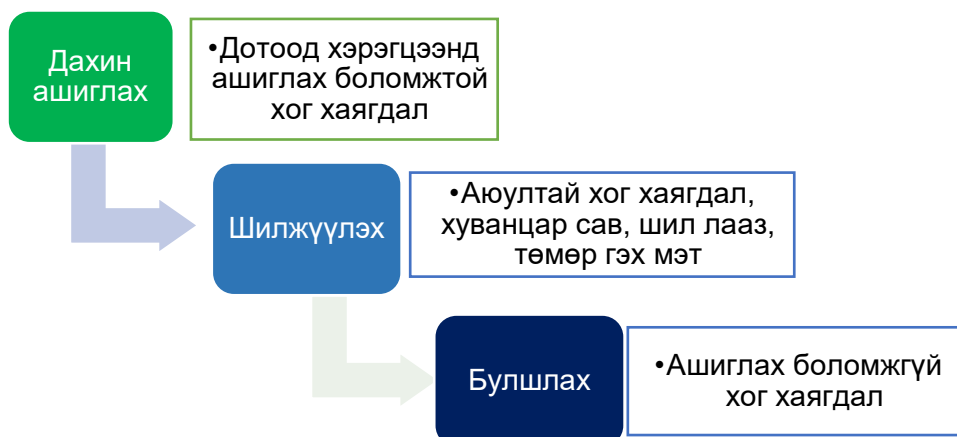 Дахин
ашиглах
•Дотоод хэрэгцээнд
ашиглах боломжтой
хог хаягдал
Шилжүүлэх
•Аюултай хог хаягдал,
хуванцар сав, шил лааз,
төмөр гэх мэт
Булшлах
•Ашиглах боломжгүй
хог хаягдал